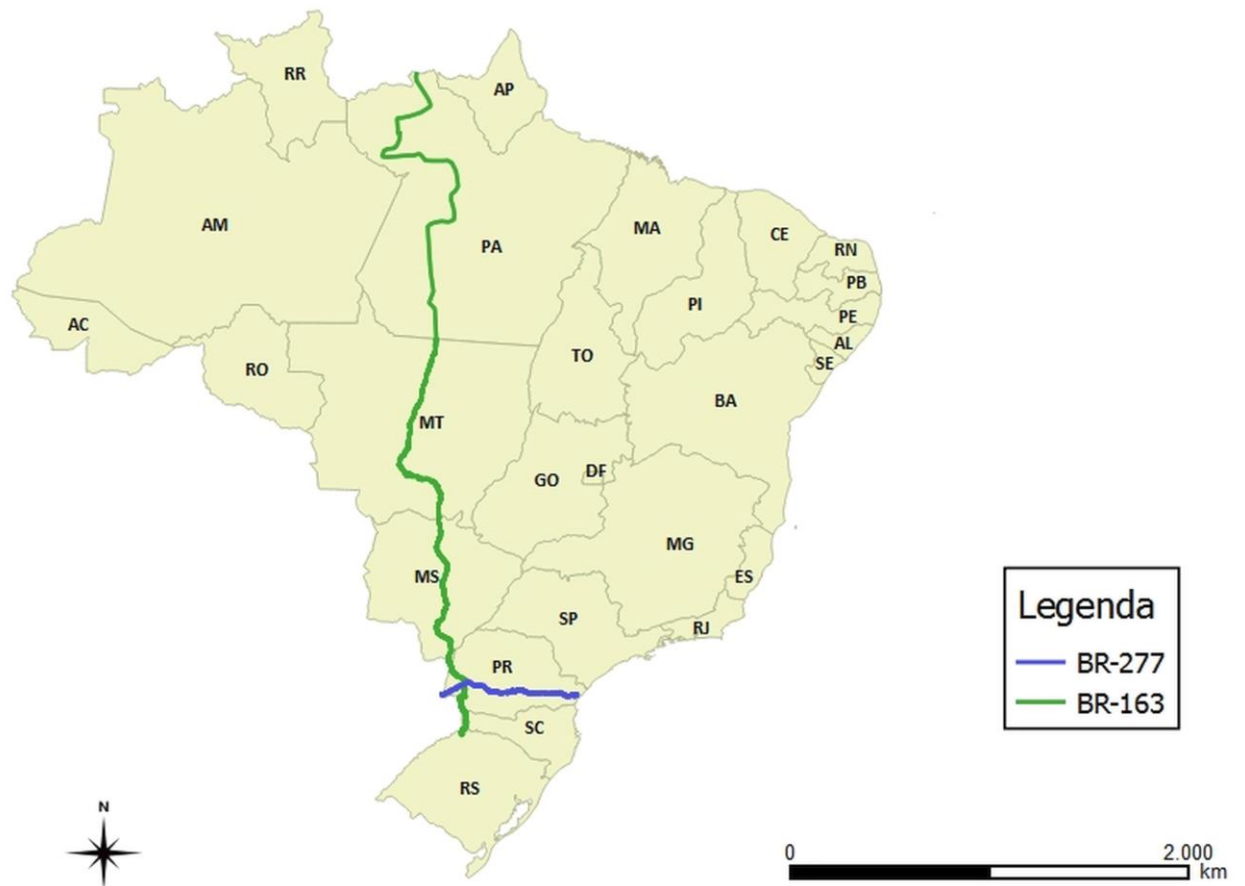 RR
AP
AM
PA
MA
CE
RN
PB
PI
PE
AC
AL
TO
SE
RO
BA
MT
DF
GO
MG
MS
ES
SP
RJ
PR
SC
RS
Legenda
BR-277
BR-163
N
0 2.000
km